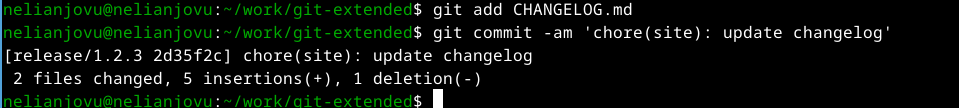 nelianjovu@nelianjovu:~/work/git-extended$ git add CHANGELOG.md
nelianjovu@nelianjovu:~/work/git-extended$ git commit -am 'chore(site): update changelog'
[release/1.2.3 2d35f2c] chore(site): update changelog
 2 files changed, 5 insertions(+), 1 deletion(-)
nelianjovu@nelianjovu:~/work/git-extended$